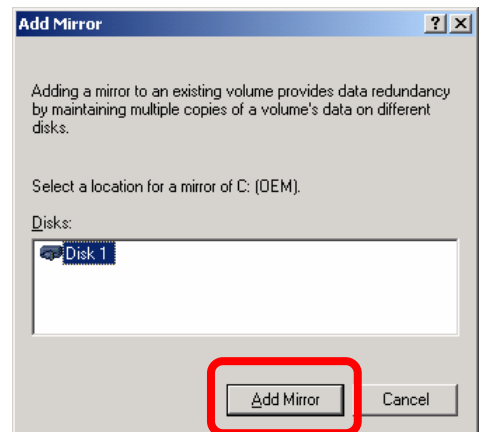 Add Mirror
Adding a mirror to an existing volume provides data redundancy
by maintaining multiple copies of a volume's data on different
disks.
Select a location for a mirror of C: (OEM).
Disks:
Disk 1
Add Mirror Cancel